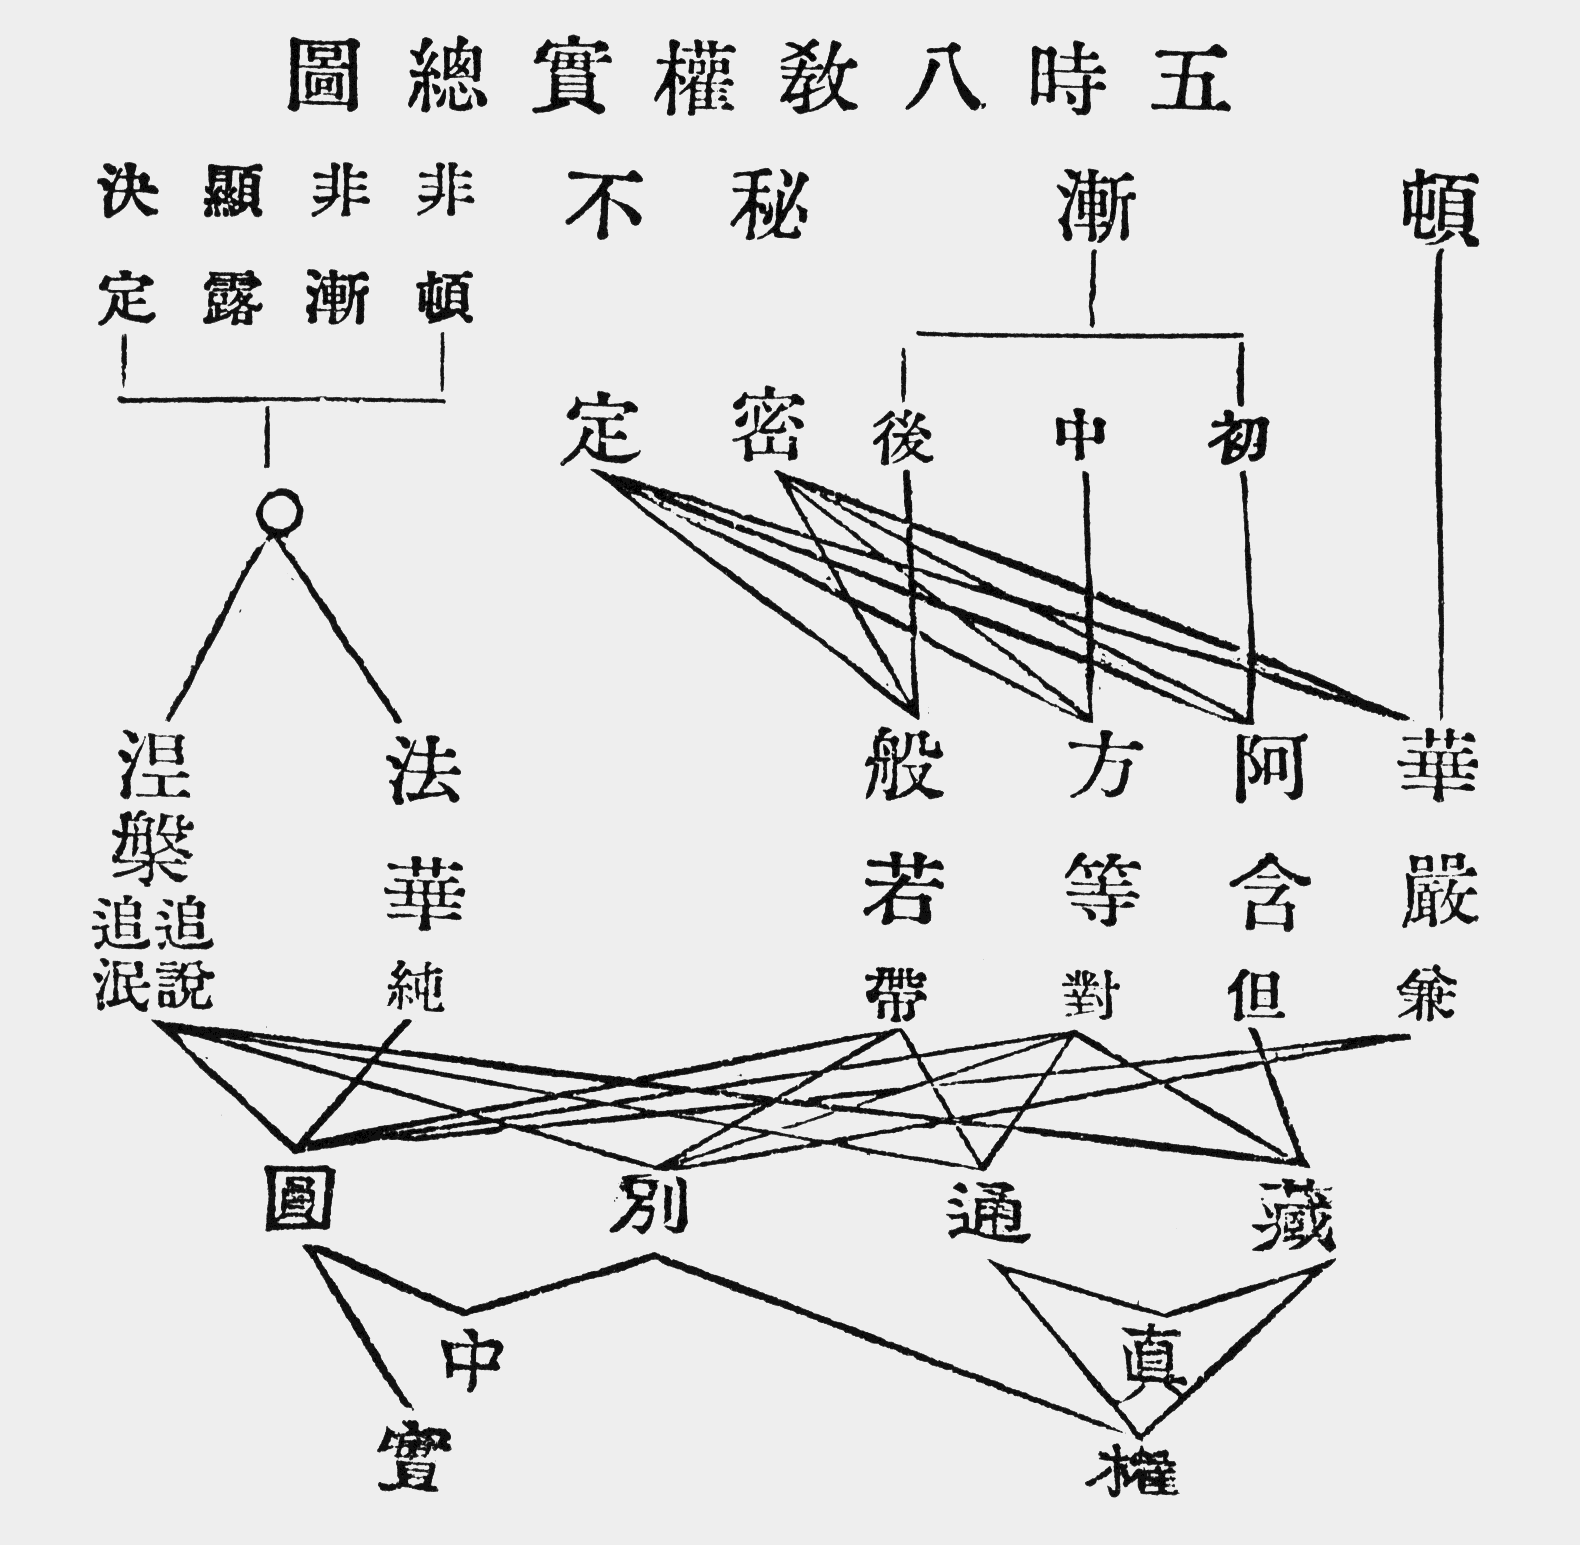 五時八教權實總圖
頓
漸
初
中
後
秘密
不定
非頓
非漸
顯露
決定
華嚴兼
阿含但
方等對
般若帶
法華純
涅槃追說追泯
藏
通
別
圓
真
中
權
實